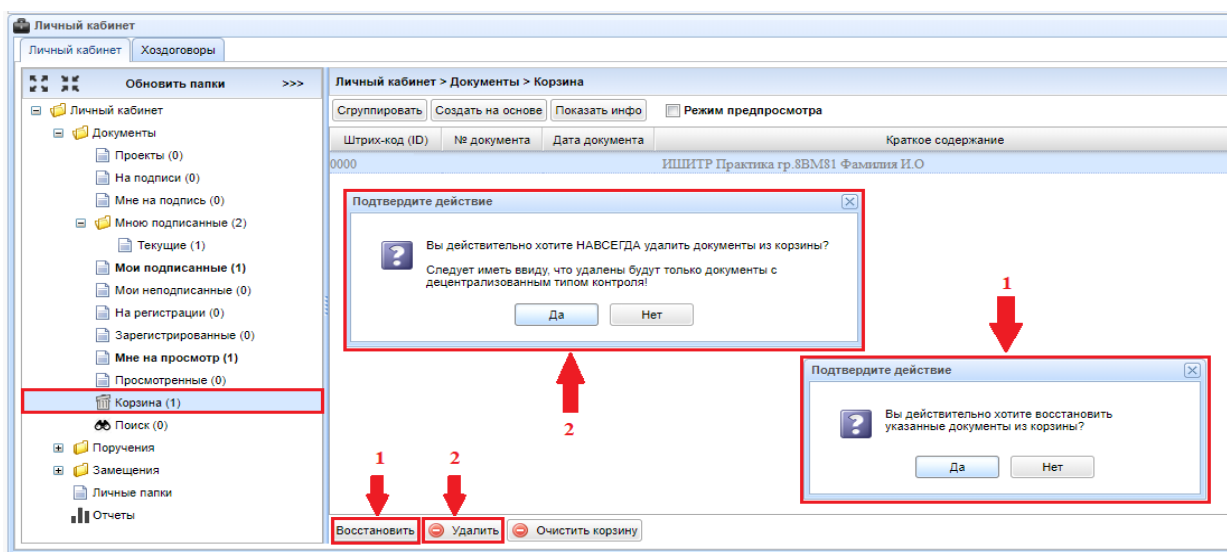 Личный кабинет
Личный кабинет Хоздоговоры
Обновить папки >>>
Личный кабинет
Документы
Проекты (0)
На подписи (0)
Мне на подпись (0)
Мною подписанные (2)
Текущие (1)
Мои подписанные (1)
Мои неподписанные (0)
На регистрации (0)
Зарегистрированные (0)
Мне на просмотр (1)
Просмотренные (0)
Корзина (1)
Поиск (0)
Поручения
Замещения
Личные папки
Отчеты
Личный кабинет > Документы > Корзина
Сгруппировать Создать на основе Показать инфо Режим предпросмотра
Штрих-код (ID) № документа Дата документа Краткое содержание
0000 ИШИТР Практика гр.8ВМ81 Фамилия И.О
Подтвердите действие
Вы действительно хотите НАВСЕГДА удалить документы из корзины?
Следует иметь ввиду, что удалены будут только документы с
децентрализованным типом контроля!
Да Нет
2
1
Подтвердите действие
Вы действительно хотите восстановить
указанные документы из корзины?
Да Нет
1 2
Восстановить Удалить Очистить корзину